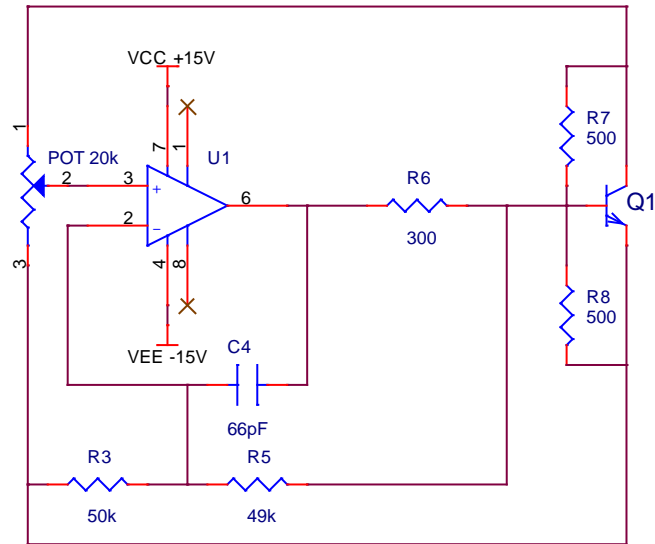 VCC +15V
R7
500
1
7
1
U1
POT 20k
2
3
+
6
R6
300
Q1
2
−
3
4
8
R8
500
VEE -15V
C4
66pF
R3
50k
R5
49k